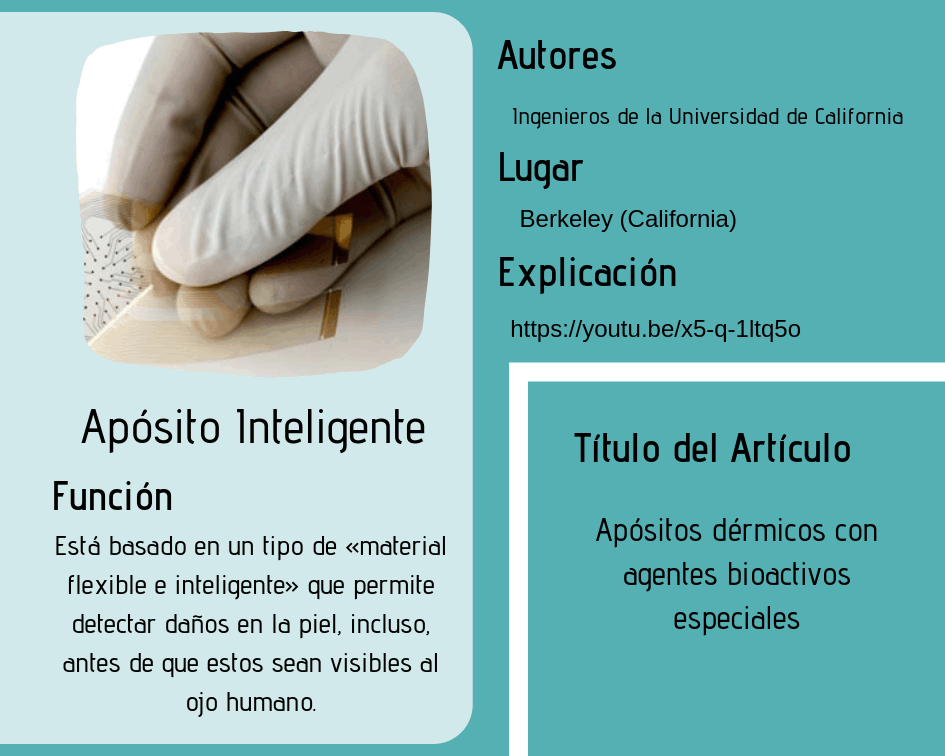 Apósito Inteligente
Función
Está basado en un tipo de «material
flexible e inteligente» que permite
detectar daños en la piel, incluso,
antes de que estos sean visibles al
ojo humano.
Autores
Ingenieros de la Universidad de California
Lugar
Berkeley (California)
Explicación
https://youtu.be/x5-q-1ltq5o
Título del Artículo
Apósitos dérmicos con
agentes bioactivos
especiales